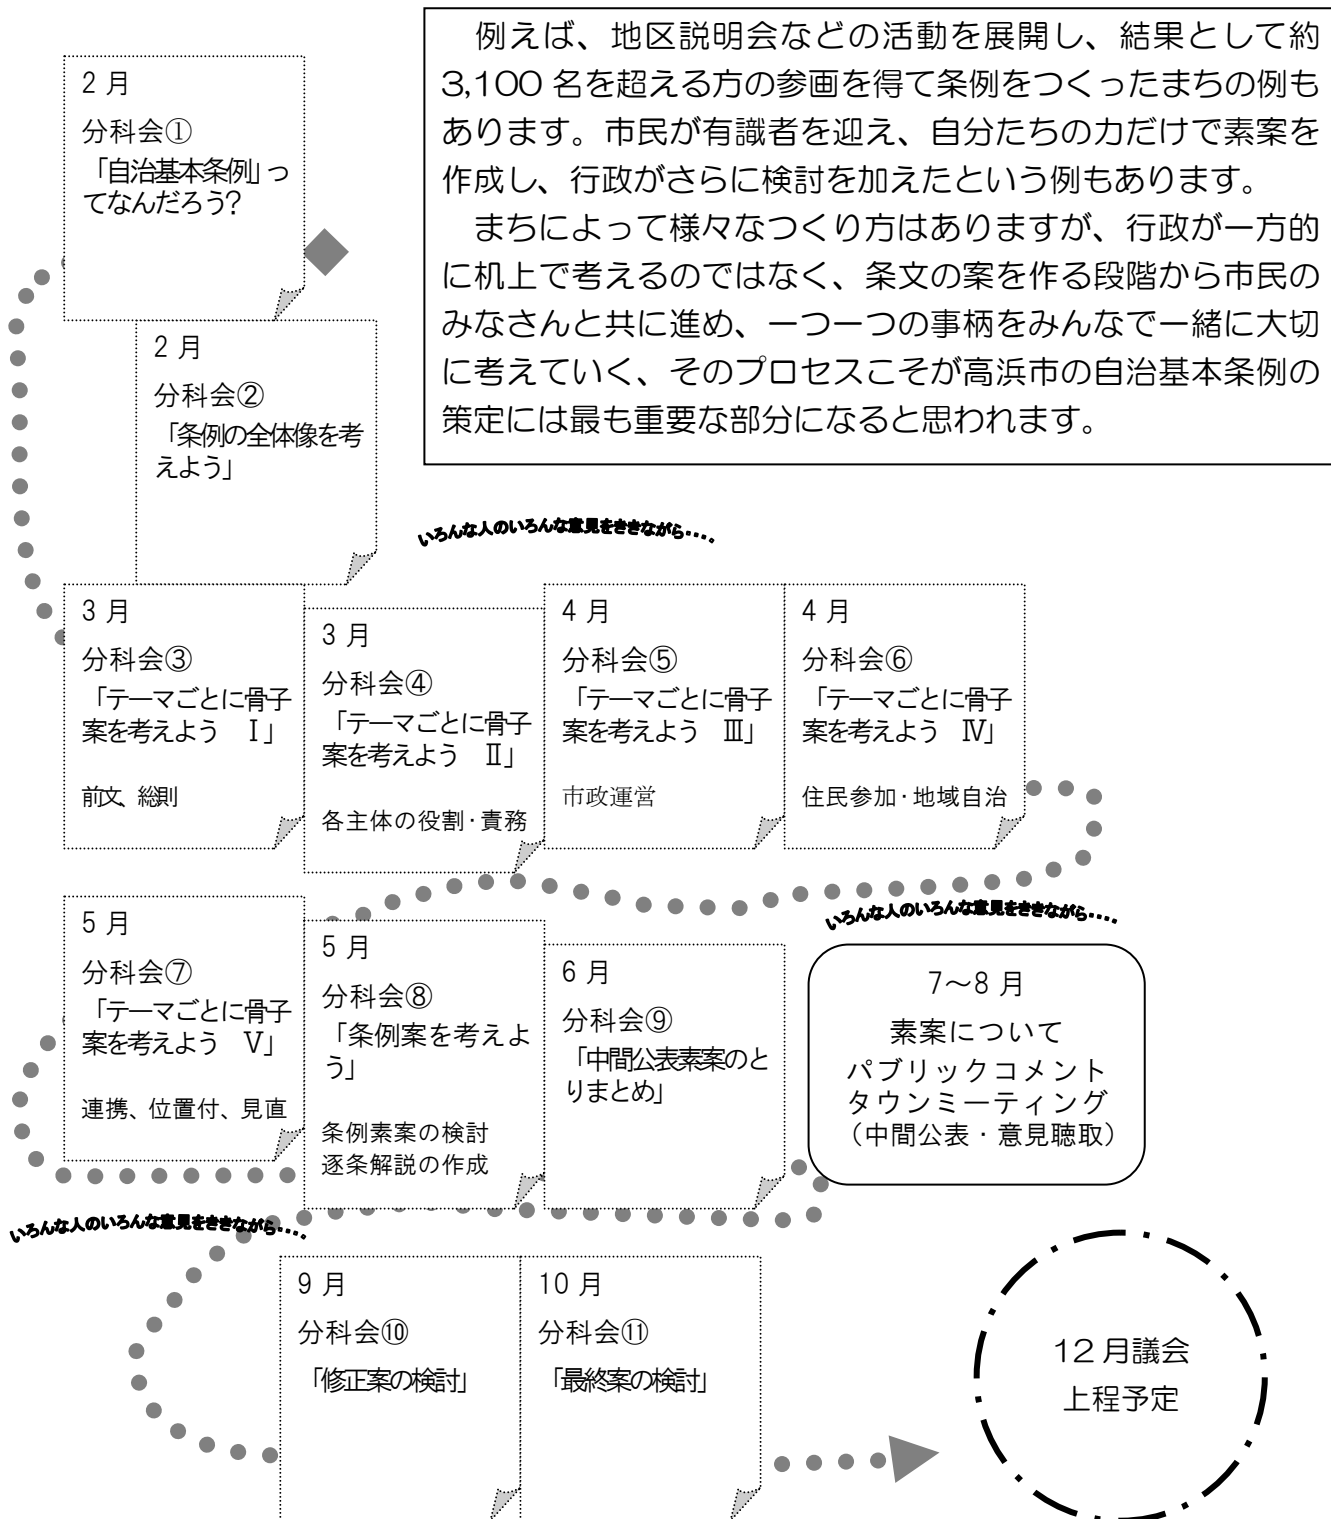 例えば、地区説明会などの活動を展開し、結果として約
3,100 名を超える方の参画を得て条例をつくったまちの例も
あります。市民が有識者を迎え、自分たちの力だけで素案を
作成し、行政がさらに検討を加えたという例もあります。
まちによって様々なつくり方はありますが、行政が一方的
に机上で考えるのではなく、条文の案を作る段階から市民の
みなさんと共に進め、一つ一つの事柄をみんなで一緒に大切
に考えていく、そのプロセスこそが高浜市の自治基本条例の
策定には最も重要な部分になると思われます。
2 月
分科会①
「自治基本条例」っ
てなんだろう？
2 月
分科会②
「条例の全体像を考
えよう」
いろんな人のいろんな意見をききながら・・・・
3 月
分科会③
「テーマごとに骨子
案を考えよう　Ⅰ」
前文、総則
3 月
分科会④
「テーマごとに骨子
案を考えよう　Ⅱ」
各主体の役割・責務
4 月
分科会⑤
「テーマごとに骨子
案を考えよう　Ⅲ」
市政運営
4 月
分科会⑥
「テーマごとに骨子
案を考えよう　Ⅳ」
住民参加・地域自治
いろんな人のいろんな意見をききながら・・・・
5 月
分科会⑦
「テーマごとに骨子
案を考えよう　Ⅴ」
連携、位置付、見直
5 月
分科会⑧
「条例案を考えよ
う」
条例素案の検討
逐条解説の作成
6 月
分科会⑨
「中間公表素案のと
りまとめ」
7～8 月
素案について
パブリックコメント
タウンミーティング
（中間公表・意見聴取）
いろんな人のいろんな意見をききながら・・・・
9 月
分科会⑩
「修正案の検討」
10 月
分科会⑪
「最終案の検討」
12 月議会
上程予定